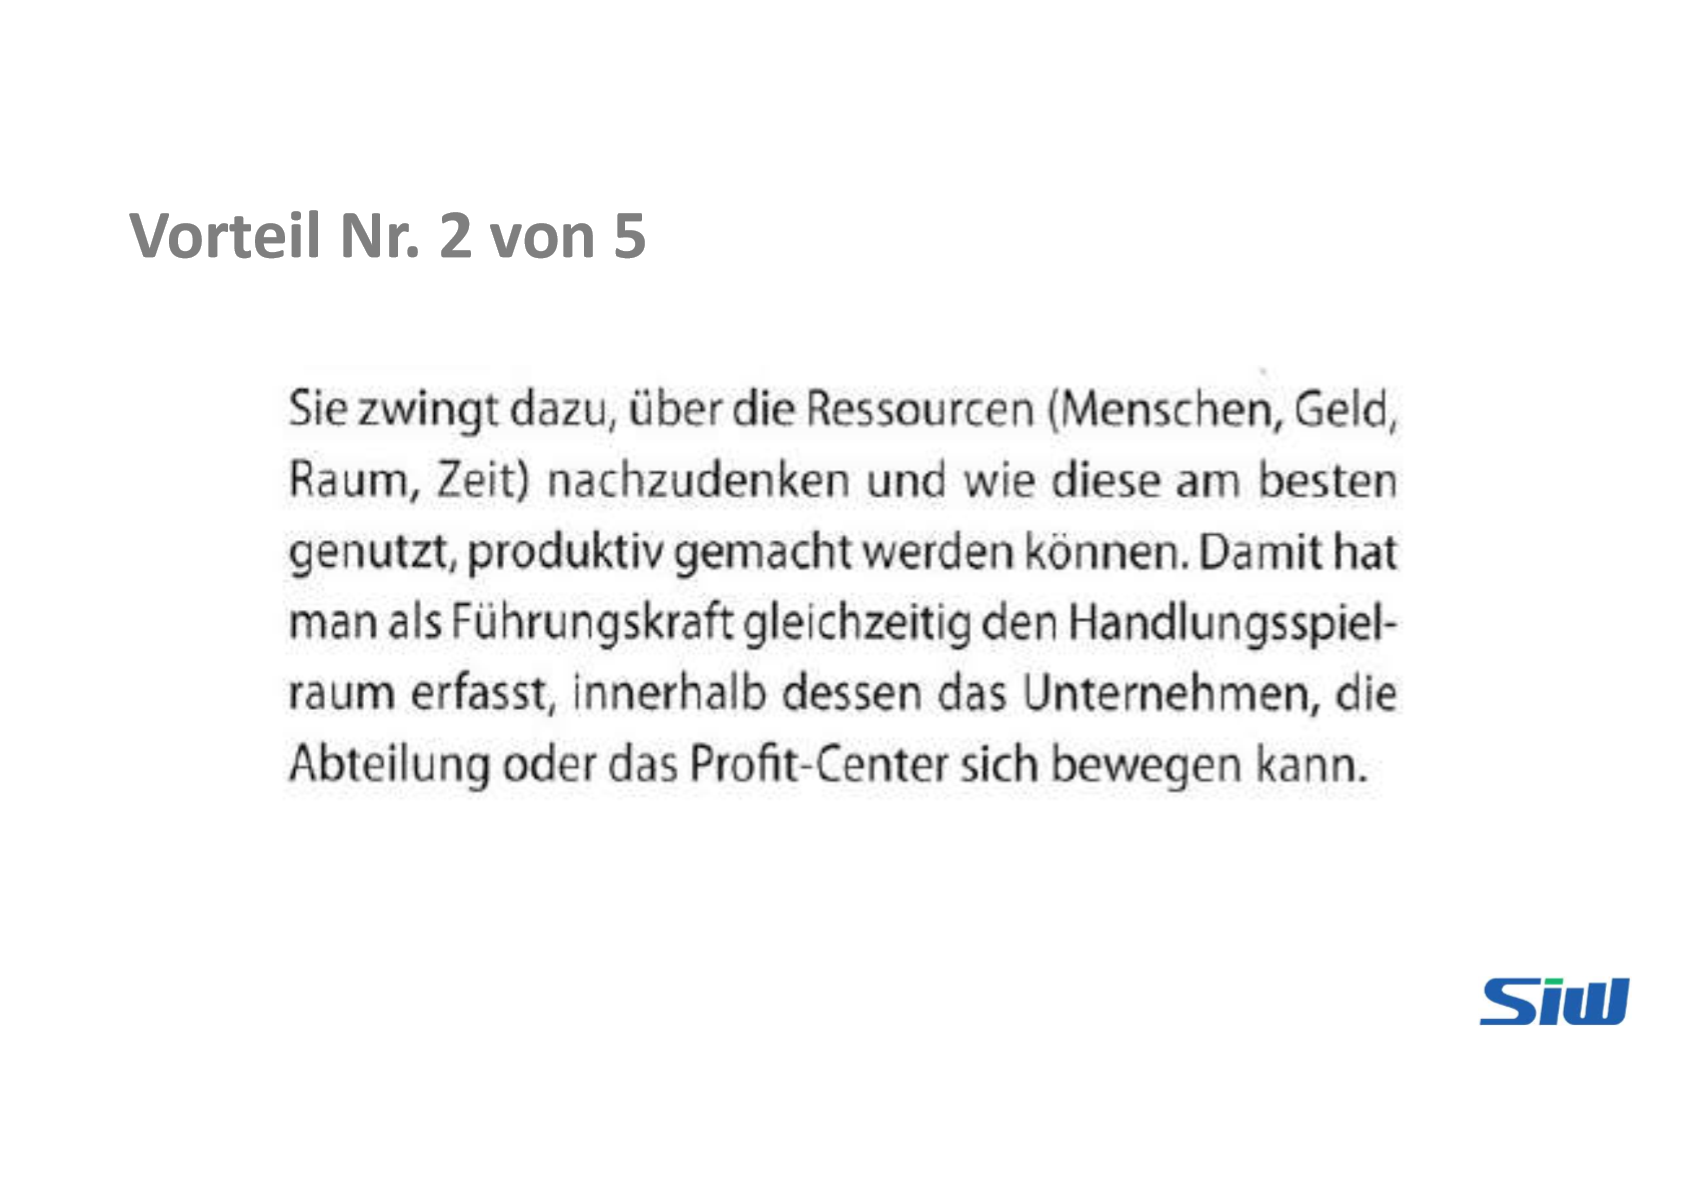 Vorteil Nr. 2 von 5
Sie zwingt dazu, über die Ressourcen (Menschen, Geld,
Raum, Zeit) nachzudenken und wie diese am besten
genutzt, produktiv gemacht werden können. Damit hat
man als Führungskraft gleichzeitig den Handlungsspiel-
raum erfasst, innerhalb dessen das Unternehmen, die
Abteilung oder das Profit-Center sich bewegen kann.
Siw